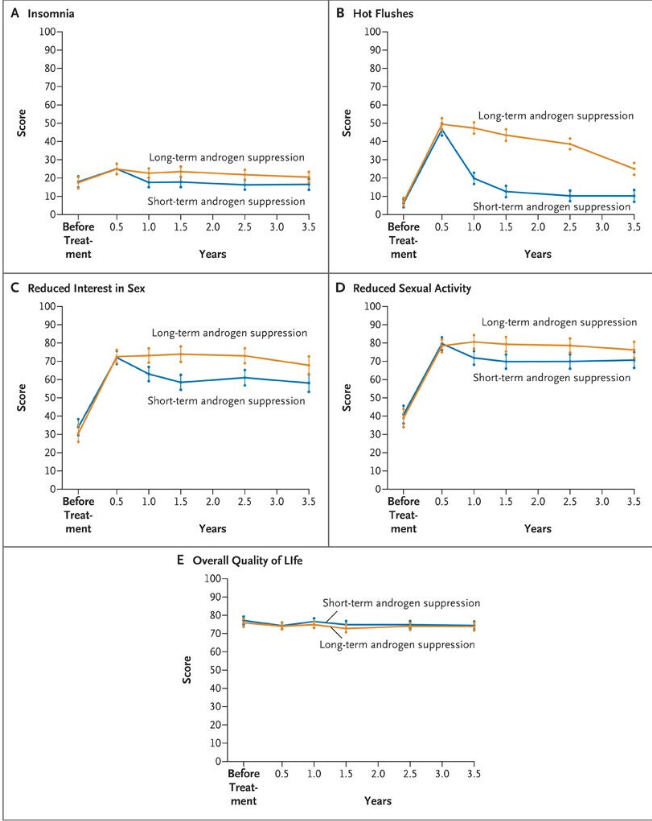 A Insomnia
100
90
80
70
60
50
40
30
20
10
0
Score
Long-term androgen suppression
Short-term androgen suppression
Before
Treat-
ment
0.5 1.0 1.5 2.0 2.5 3.0 3.5
Years
B Hot Flushes
100
90
80
70
60
50
40
30
20
10
0
Score
Long-term androgen suppression
Short-term androgen suppression
Before
Treat-
ment
0.5 1.0 1.5 2.0 2.5 3.0 3.5
Years
C Reduced Interest in Sex
100
90
80
70
60
50
40
30
20
10
0
Score
Long-term androgen suppression
Short-term androgen suppression
Before
Treat-
ment
0.5 1.0 1.5 2.0 2.5 3.0 3.5
Years
D Reduced Sexual Activity
100
90
80
70
60
50
40
30
20
10
0
Score
Long-term androgen suppression
Short-term androgen suppression
Before
Treat-
ment
0.5 1.0 1.5 2.0 2.5 3.0 3.5
Years
E Overall Quality of LIfe
100
90
80
70
60
50
40
30
20
10
0
Score
Short-term androgen suppression
Long-term androgen suppression
Before
Treat-
ment
0.5 1.0 1.5 2.0 2.5 3.0 3.5
Years